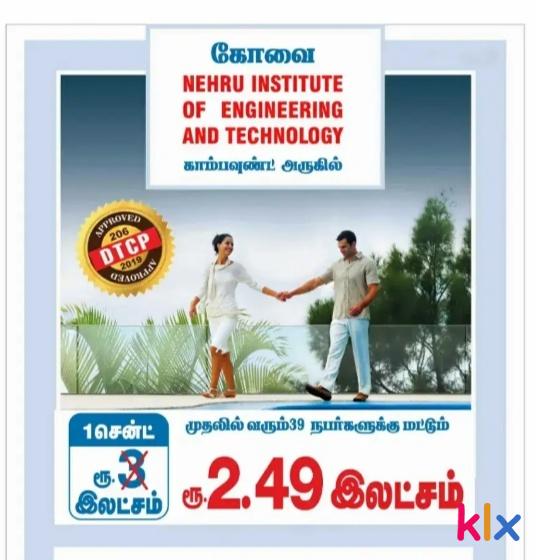 கோவை
NEHRU INSTITUTE
OF ENGINEERING
AND TECHNOLOGY
காம்பவுண்ட் அருகில்
APPROVED
206
DTCP
2019
APPROVED
1சென்ட்
ரூ.3
இலட்சம்
முதலில் வரும்39 நபர்களுக்கு மட்டும்
ரூ.2.49 இலட்சம்
klx